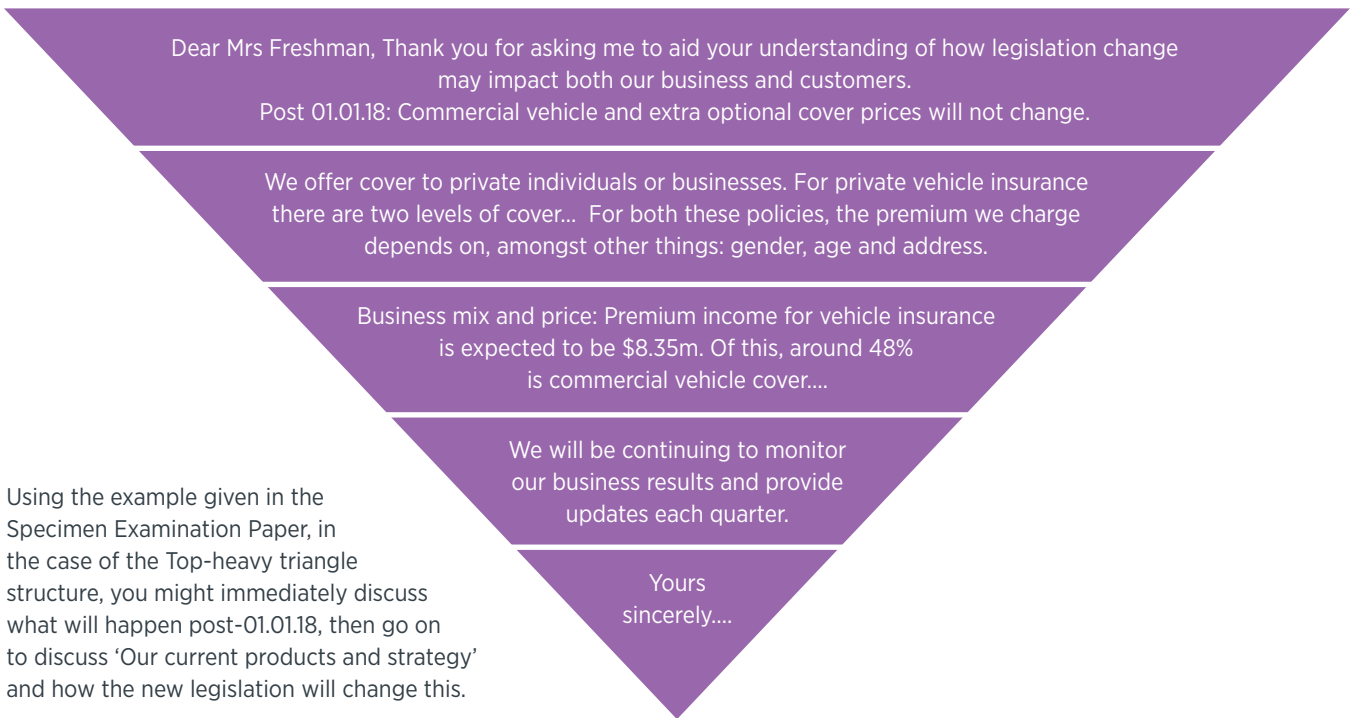 Dear Mrs Freshman, Thank you for asking me to aid your understanding of how legislation change
may impact both our business and customers.
Post 01.01.18: Commercial vehicle and extra optional cover prices will not change.
We offer cover to private individuals or businesses. For private vehicle insurance
there are two levels of cover... For both these policies, the premium we charge
depends on, amongst other things: gender, age and address.
Business mix and price: Premium income for vehicle insurance
is expected to be $8.35m. Of this, around 48%
is commercial vehicle cover....
We will be continuing to monitor
our business results and provide
updates each quarter.
Yours
sincerely....
Using the example given in the
Specimen Examination Paper, in
the case of the Top-heavy triangle
structure, you might immediately discuss
what will happen post-01.01.18, then go on
to discuss ‘Our current products and strategy’
and how the new legislation will change this.